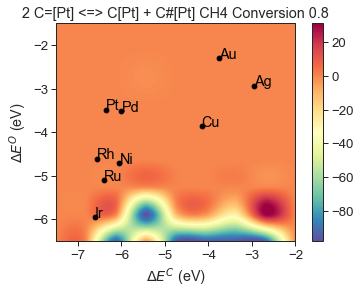 2 C=[Pt] <=> C[Pt] + C#[Pt] CH4 Conversion 0.8
−2
−3
−4
−5
−6
ΔE^O (eV)
Au
Ag
Pt Pd
Cu
Rh
Ni
Ru
Ir
20
0
−20
−40
−60
−80
−7 −6 −5 −4 −3 −2
ΔE^C (eV)